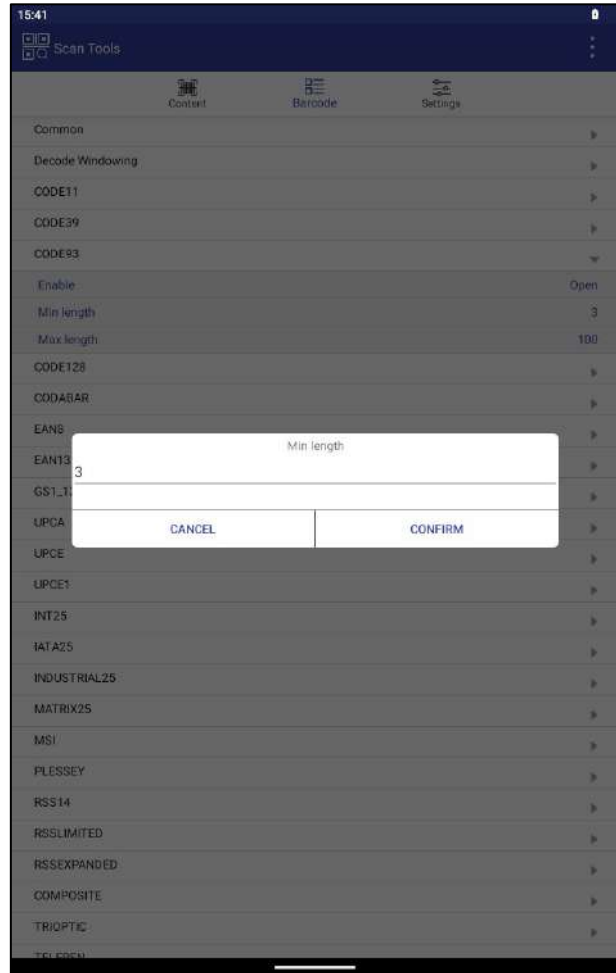 15:41
Scan Tools
Content Barcode Settings
Common
Decode Windowing
CODE11
CODE39
CODE93
Enable Open
Min length 3
Max length 100
CODE128
CODABAR
EAN8
Min length
EAN13
3
GS1_1
UPCA
CANCEL CONFIRM
UPCE
UPCE1
INT25
IATA25
INDUSTRIAL25
MATRIX25
MSI
PLESSEY
RSS14
RSSLIMITED
RSSEXPANDED
COMPOSITE
TRIOPTIC